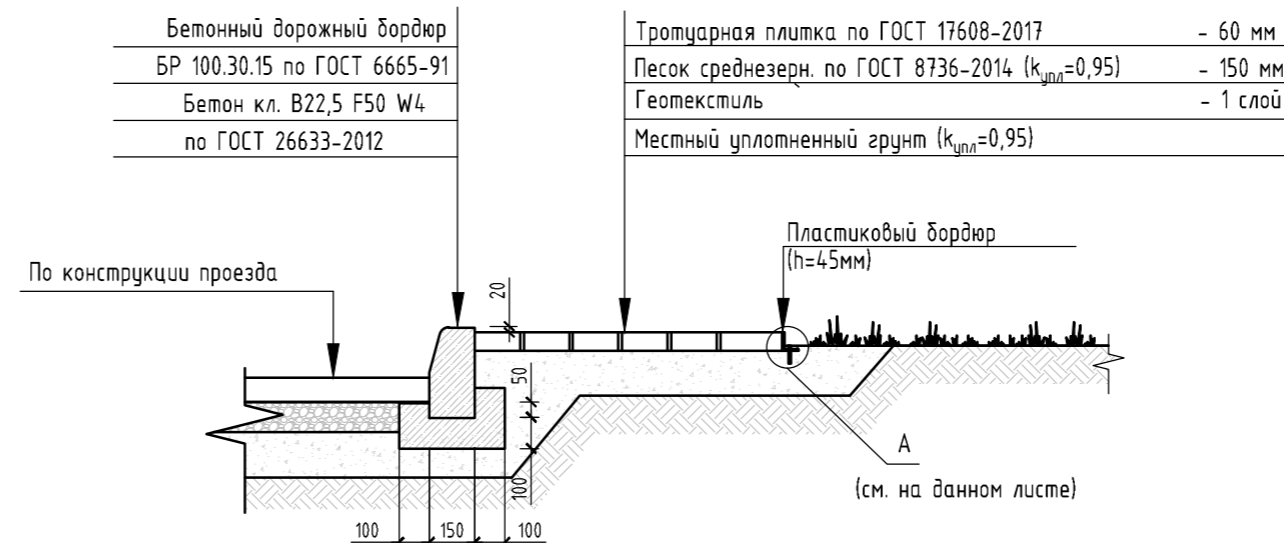 Бетонный дорожный бордюр
БР 100.30.15 по ГОСТ 6665-91
Бетон кл. В22,5 F50 W4
по ГОСТ 26633-2012
Тротуарная плитка по ГОСТ 17608-2017 - 60 мм
Песок среднезерн. по ГОСТ 8736-2014 (kупл=0,95) - 150 мм
Геотекстиль - 1 слой
Местный уплотненный грунт (kупл=0,95)
Пластиковый бордюр
(h=45мм)
По конструкции проезда
20
50
100
А
(см. на данном листе)
100 150 100